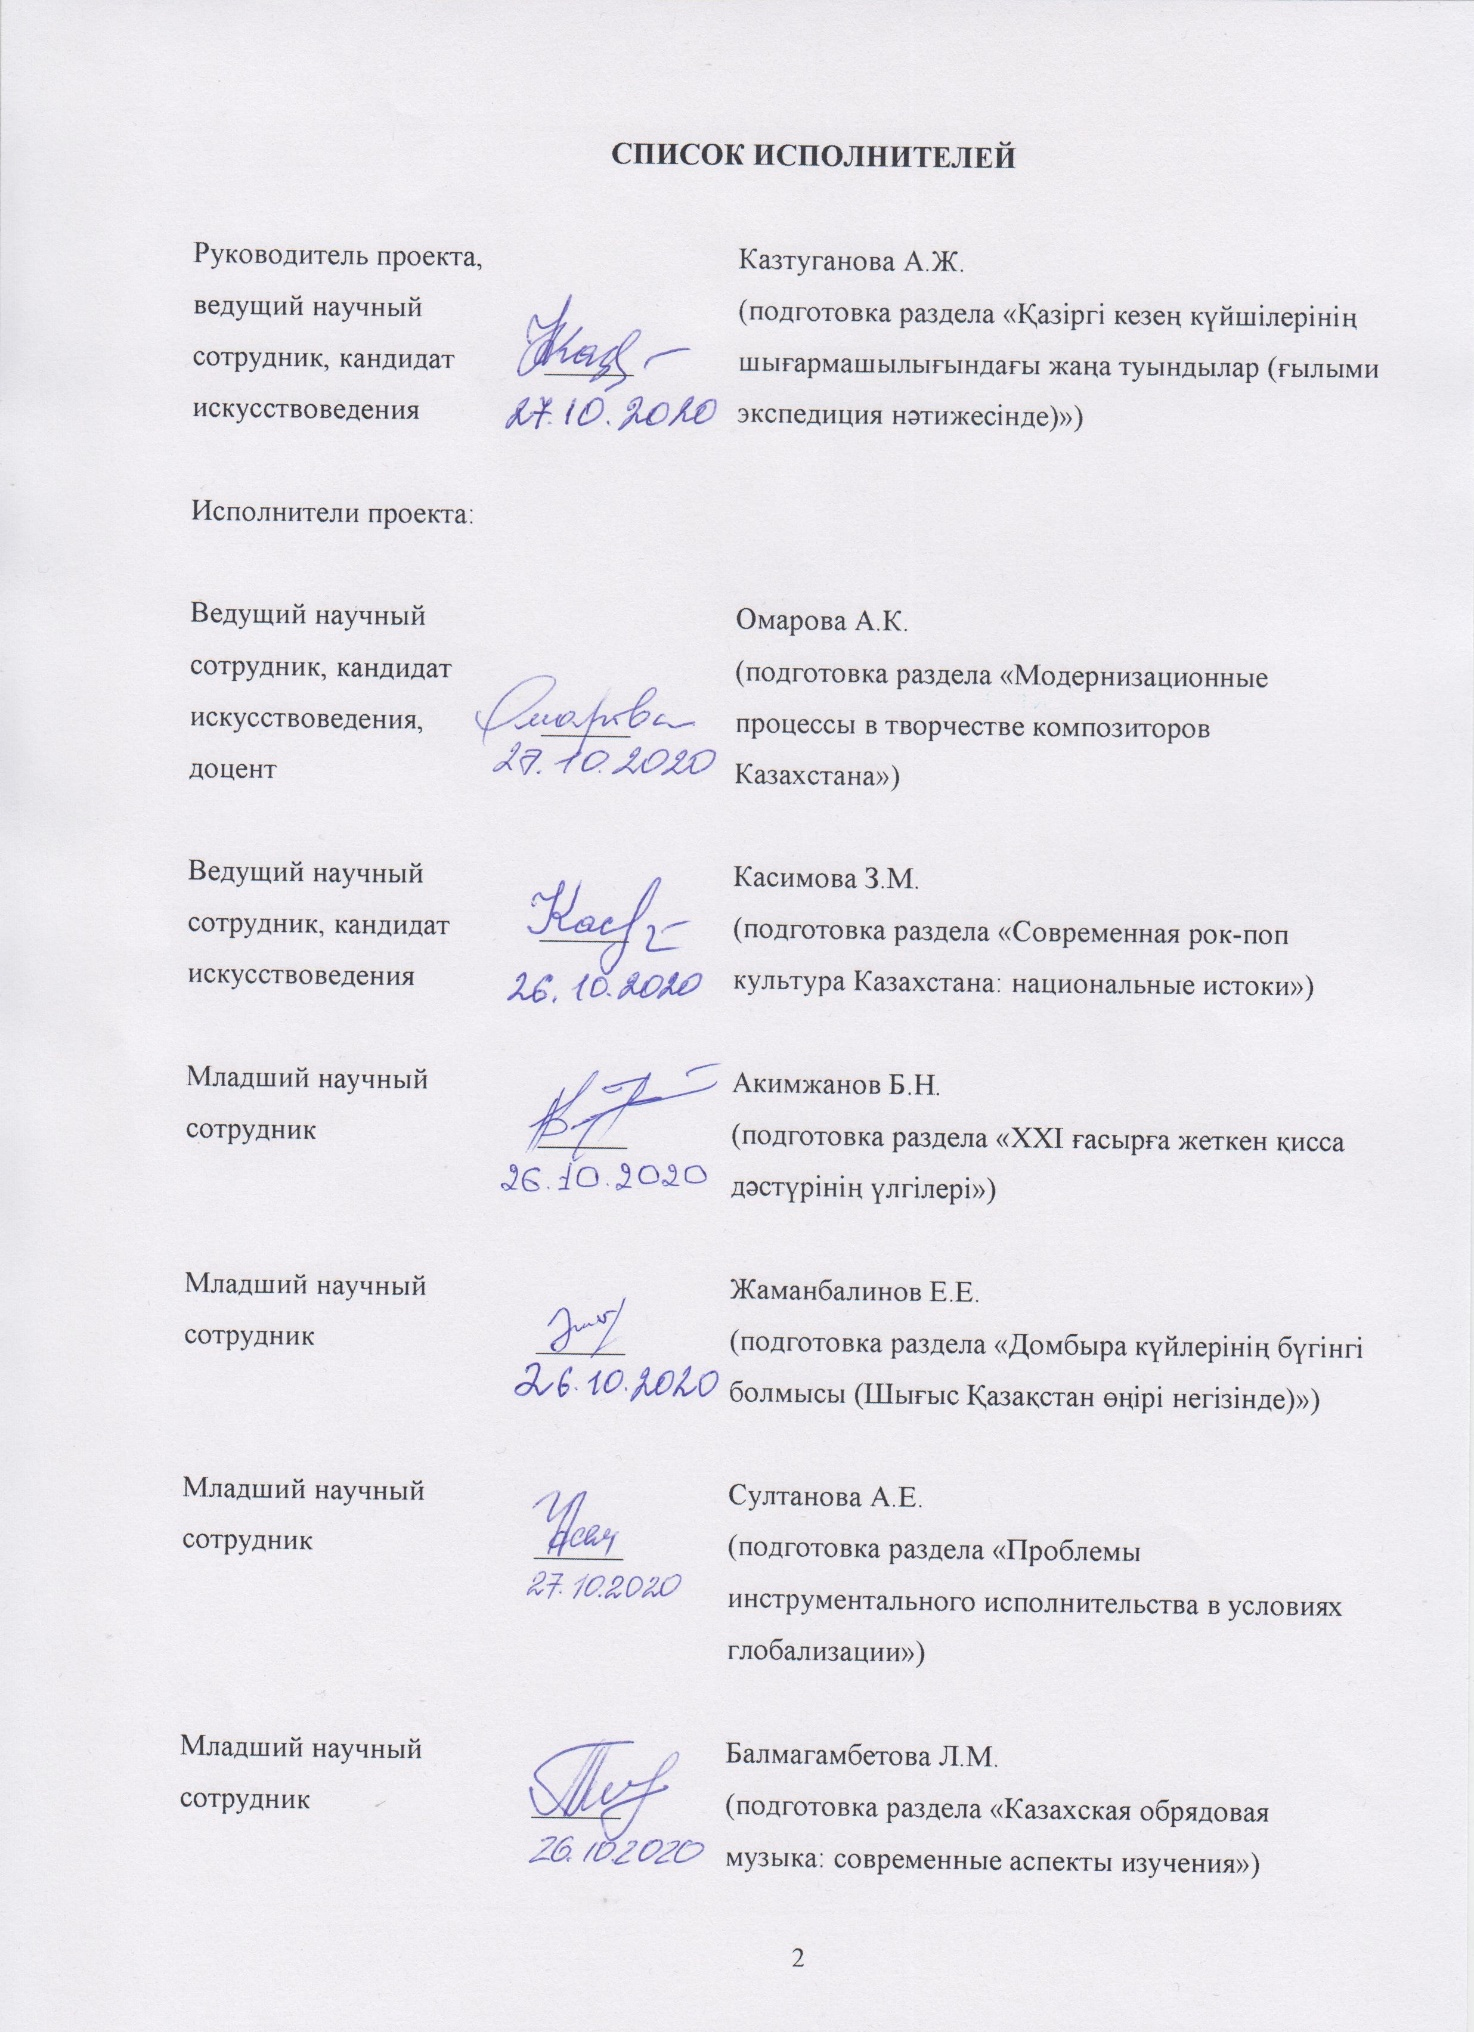 СПИСОК ИСПОЛНИТЕЛЕЙ
Руководитель проекта,
ведущий научный
сотрудник, кандидат
искусствоведения
27.10.2020
Казтуганова А.Ж.
(подготовка раздела «Қазіргі кезең күйшілерінің
шығармашылығындағы жаңа туындылар (ғылыми
экспедиция нәтижесінде)»)
Исполнители проекта:
Ведущий научный
сотрудник, кандидат
искусствоведения,
доцент
Омарова
27.10.2020
Омарова А.К.
(подготовка раздела «Модернизационные
процессы в творчестве композиторов
Казахстана»)
Ведущий научный
сотрудник, кандидат
искусствоведения
26.10.2020
Касимова З.М.
(подготовка раздела «Современная рок-поп
культура Казахстана: национальные истоки»)
Младший научный
сотрудник
26.10.2020
Акимжанов Б.Н.
(подготовка раздела «XXI ғасырға жеткен қисса
дәстүрінің үлгілері»)
Младший научный
сотрудник
26.10.2020
Жаманбалинов Е.Е.
(подготовка раздела «Домбыра күйлерінің бүгінгі
болмысы (Шығыс Қазақстан өңірі негізінде)»)
Младший научный
сотрудник
27.10.2020
Султанова А.Е.
(подготовка раздела «Проблемы
инструментального исполнительства в условиях
глобализации»)
Младший научный
сотрудник
26.10.2020
Балмагамбетова Л.М.
(подготовка раздела «Казахская обрядовая
музыка: современные аспекты изучения»)
2